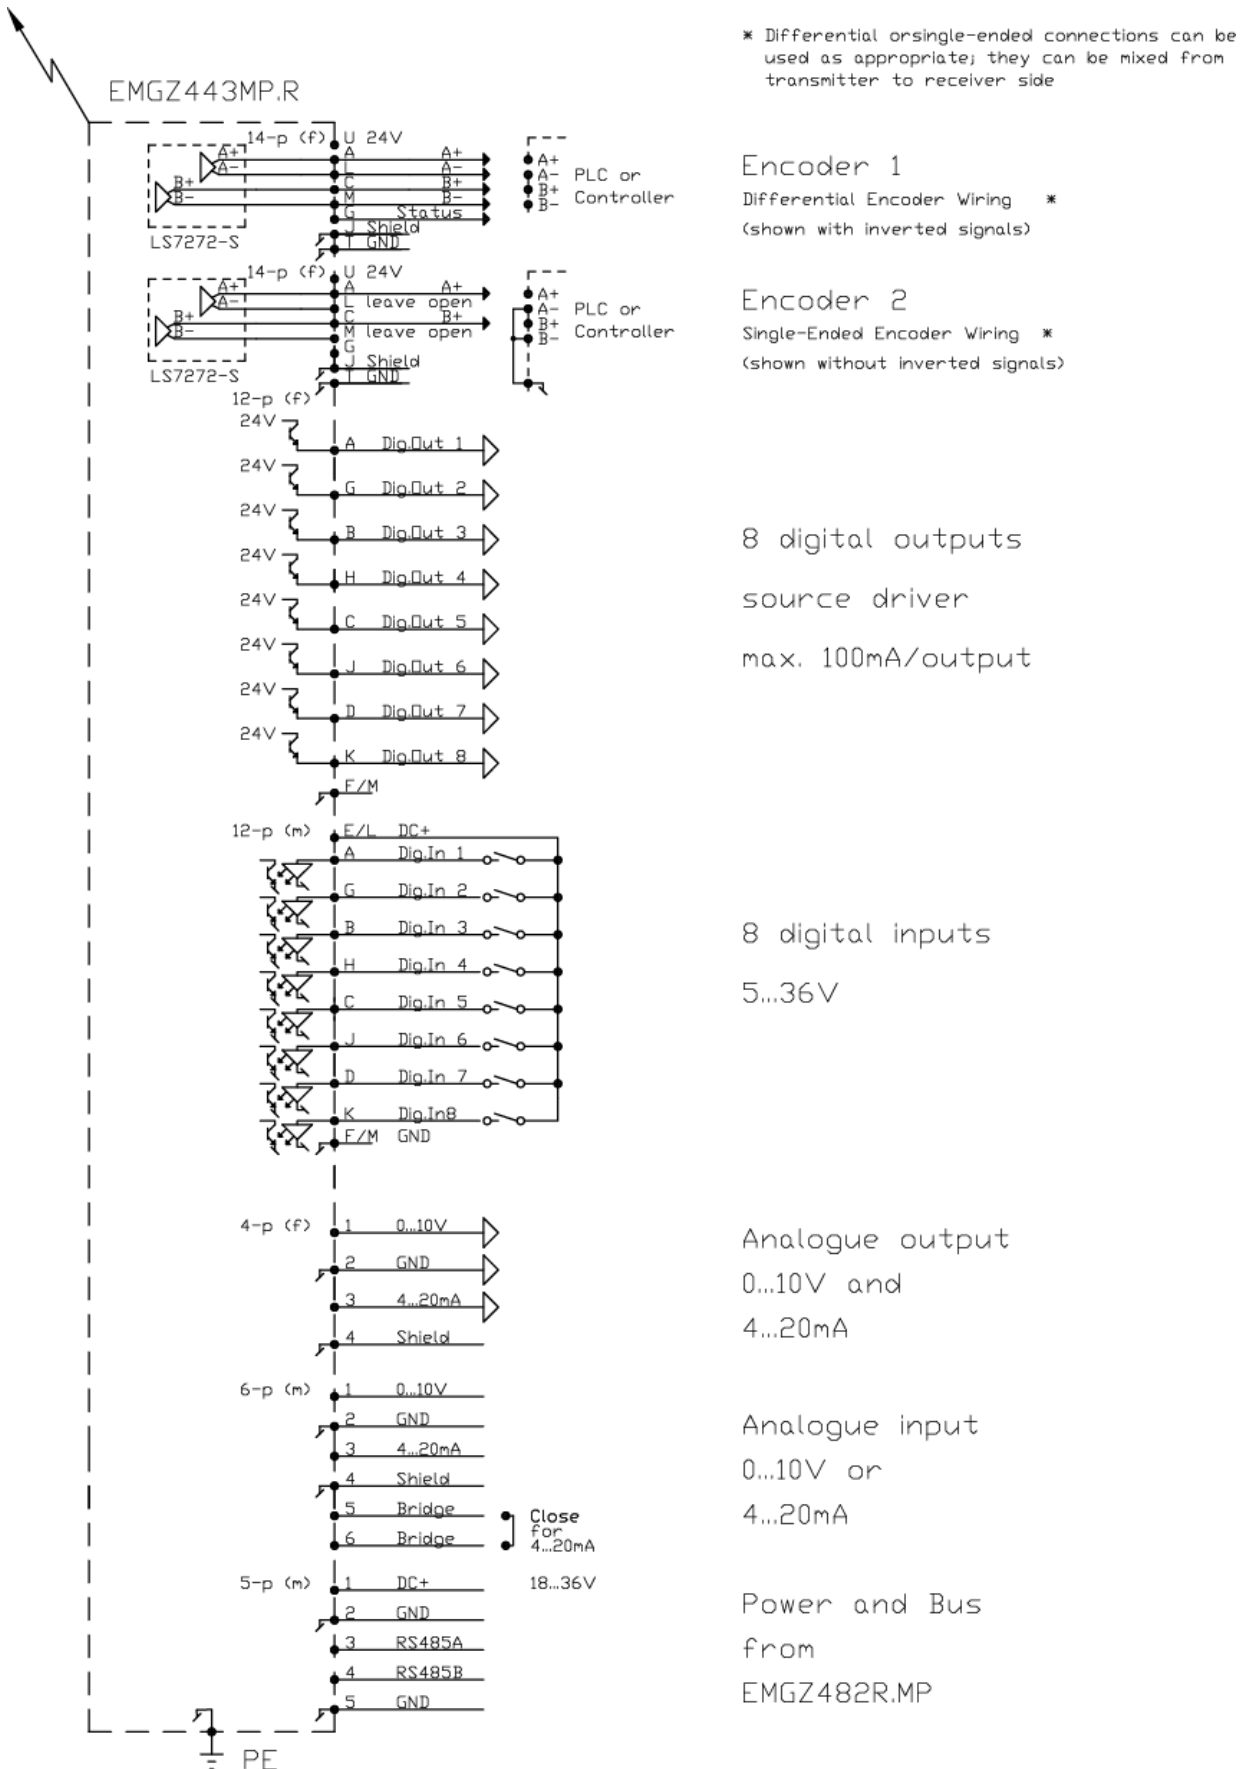 * Differential orsingle-ended connections can be
used as appropriate; they can be mixed from
transmitter to receiver side
EMGZ443MP.R
14-p (f) U 24V
A+ A A+ A+
A- L A- A- PLC or
B+ C B+ B+ Controller
B- M B- B-
G Status
J Shield
LS7272-S T GND
Encoder 1
Differential Encoder Wiring *
(shown with inverted signals)
14-p (f) U 24V
A+ A A+ A+
A- L leave open A- PLC or
B+ C B+ B+ Controller
B- M leave open B-
G
J Shield
LS7272-S T GND
Encoder 2
Single-Ended Encoder Wiring *
(shown without inverted signals)
12-p (f)
24V A Dig.Out 1
24V G Dig.Out 2
24V B Dig.Out 3
24V H Dig.Out 4
24V C Dig.Out 5
24V J Dig.Out 6
24V D Dig.Out 7
24V K Dig.Out 8
F/M
8 digital outputs
source driver
max. 100mA/output
12-p (m) E/L DC+
A Dig.In 1
G Dig.In 2
B Dig.In 3
H Dig.In 4
C Dig.In 5
J Dig.In 6
D Dig.In 7
K Dig.In8
F/M GND
8 digital inputs
5...36V
4-p (f) 1 0...10V
2 GND
3 4...20mA
4 Shield
Analogue output
0...10V and
4...20mA
6-p (m) 1 0...10V
2 GND
3 4...20mA
4 Shield
5 Bridge
6 Bridge
Close
for
4...20mA
Analogue input
0...10V or
4...20mA
5-p (m) 1 DC+ 18...36V
2 GND
3 RS485A
4 RS485B
5 GND
Power and Bus
from
EMGZ482R.MP
PE